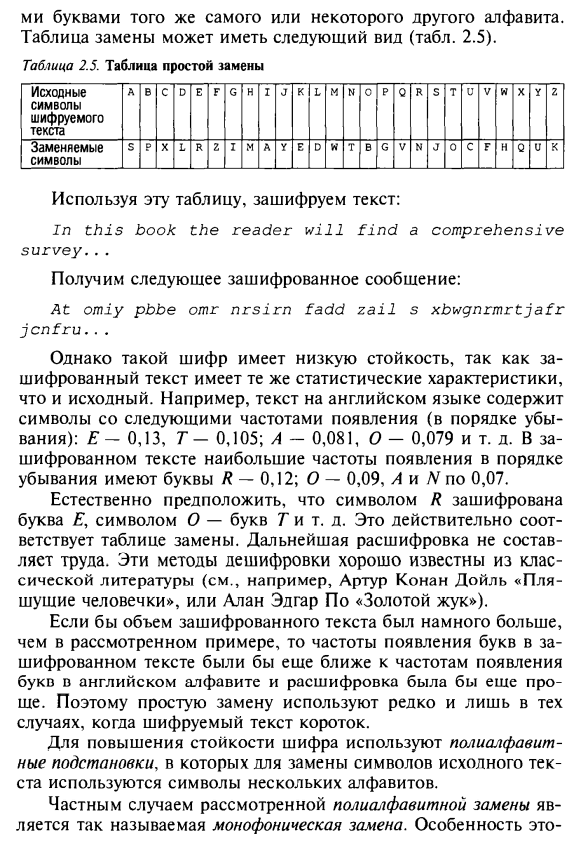 ми буквами того же самого или некоторого другого алфавита.
Таблица замены может иметь следующий вид (табл. 2.5).
Таблица 2.5. Таблица простой замены
Исходные символы шифруемого текста A B C D E F G H I J K L M N O P Q R S T U V W X Y Z
Заменяемые символы S P X L R Z I M A Y E D W T B G V N J O C F H Q U K
Используя эту таблицу, зашифруем текст:
In this book the reader will find a comprehensive
survey...
Получим следующее зашифрованное сообщение:
At omiy pbbe omr nrsirn fadd zail s xbwgnrmrtjafr
jcnfru...
Однако такой шифр имеет низкую стойкость, так как за-
шифрованный текст имеет те же статистические характеристики,
что и исходный. Например, текст на английском языке содержит
символы со следующими частотами появления (в порядке убы-
вания): E — 0,13, T — 0,105; A — 0,081, O — 0,079 и т. д. В за-
шифрованном тексте наибольшие частоты появления в порядке
убывания имеют буквы R — 0,12; O — 0,09, A и N по 0,07.
Естественно предположить, что символом R зашифрована
буква E, символом O — букв T и т. д. Это действительно соот-
ветствует таблице замены. Дальнейшая расшифровка не состав-
ляет труда. Эти методы дешифровки хорошо известны из клас-
сической литературы (см., например, Артур Конан Дойль «Пля-
шущие человечки», или Алан Эдгар По «Золотой жук»).
Если бы объем зашифрованного текста был намного больше,
чем в рассмотренном примере, то частоты появления букв в за-
шифрованном тексте были бы еще ближе к частотам появления
букв в английском алфавите и расшифровка была бы еще про-
ще. Поэтому простую замену используют редко и лишь в тех
случаях, когда шифруемый текст короток.
Для повышения стойкости шифра используют полиалфавит-
ные подстановки, в которых для замены символов исходного тек-
ста используются символы нескольких алфавитов.
Частным случаем рассмотренной полиалфавитной замены яв-
ляется так называемая монофоническая замена. Особенность это-